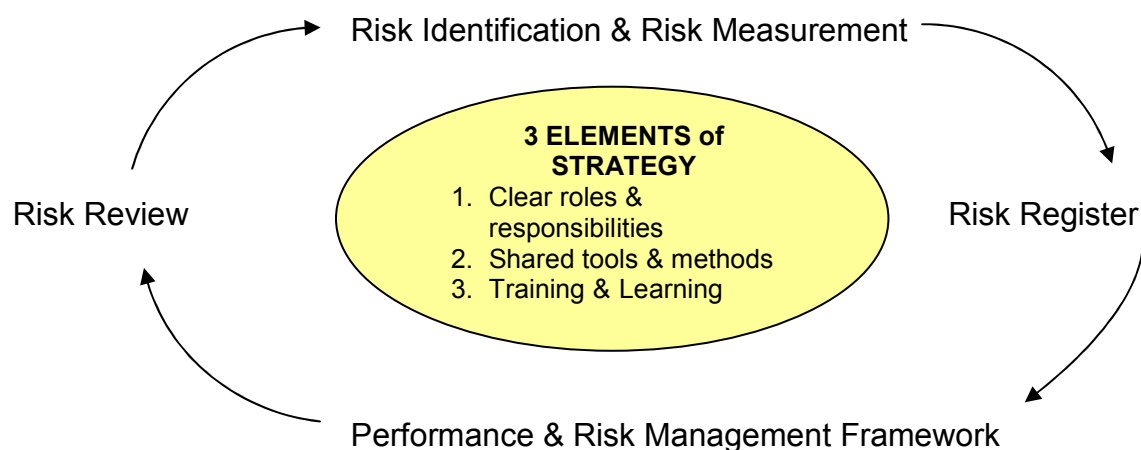 Risk Identification & Risk Measurement
3 ELEMENTS of
STRATEGY
1. Clear roles &
responsibilities
2. Shared tools & methods
3. Training & Learning
Risk Review
Risk Register
Performance & Risk Management Framework